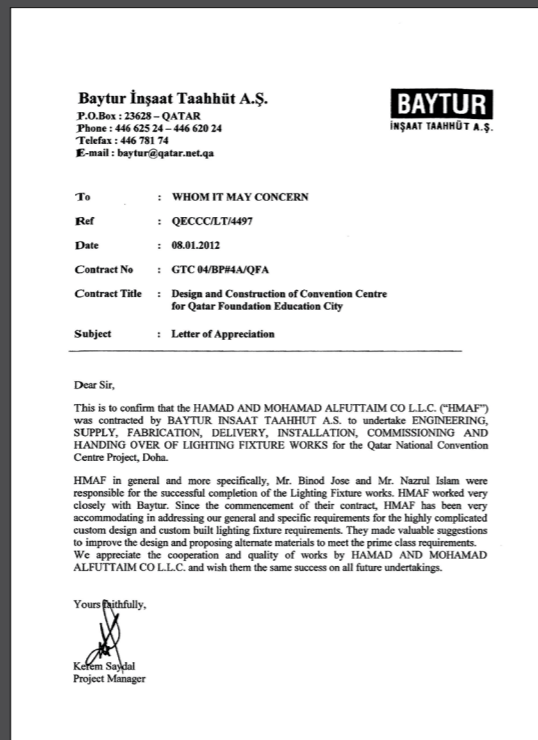 Baytur İnşaat Taahhüt A.Ş.
P.O.Box : 23628 – QATAR
Phone : 446 625 24 – 446 620 24
Telefax : 446 781 74
E-mail : baytur@qatar.net.qa
BAYTUR
İNŞAAT TAAHHÜT A.Ş.
To : WHOM IT MAY CONCERN
Ref : QECCC/LT/4497
Date : 08.01.2012
Contract No : GTC 04/BP#4A/QFA
Contract Title : Design and Construction of Convention Centre
for Qatar Foundation Education City
Subject : Letter of Appreciation
Dear Sir,
This is to confirm that the HAMAD AND MOHAMAD ALFUTTAIM CO L.L.C. (“HMAF”)
was contracted by BAYTUR INSAAT TAAHHUT A.S. to undertake ENGINEERING,
SUPPLY, FABRICATION, DELIVERY, INSTALLATION, COMMISSIONING AND
HANDING OVER OF LIGHTING FIXTURE WORKS for the Qatar National Convention
Centre Project, Doha.
HMAF in general and more specifically, Mr. Binod Jose and Mr. Nazrul Islam were
responsible for the successful completion of the Lighting Fixture works. HMAF worked very
closely with Baytur. Since the commencement of their contract, HMAF has been very
accommodating in addressing our general and specific requirements for the highly complicated
custom design and custom built lighting fixture requirements. They made valuable suggestions
to improve the design and proposing alternate materials to meet the prime class requirements.
We appreciate the cooperation and quality of works by HAMAD AND MOHAMAD
ALFUTTAIM CO L.L.C. and wish them the same success on all future undertakings.
Yours faithfully,
Kerem Saydal
Project Manager